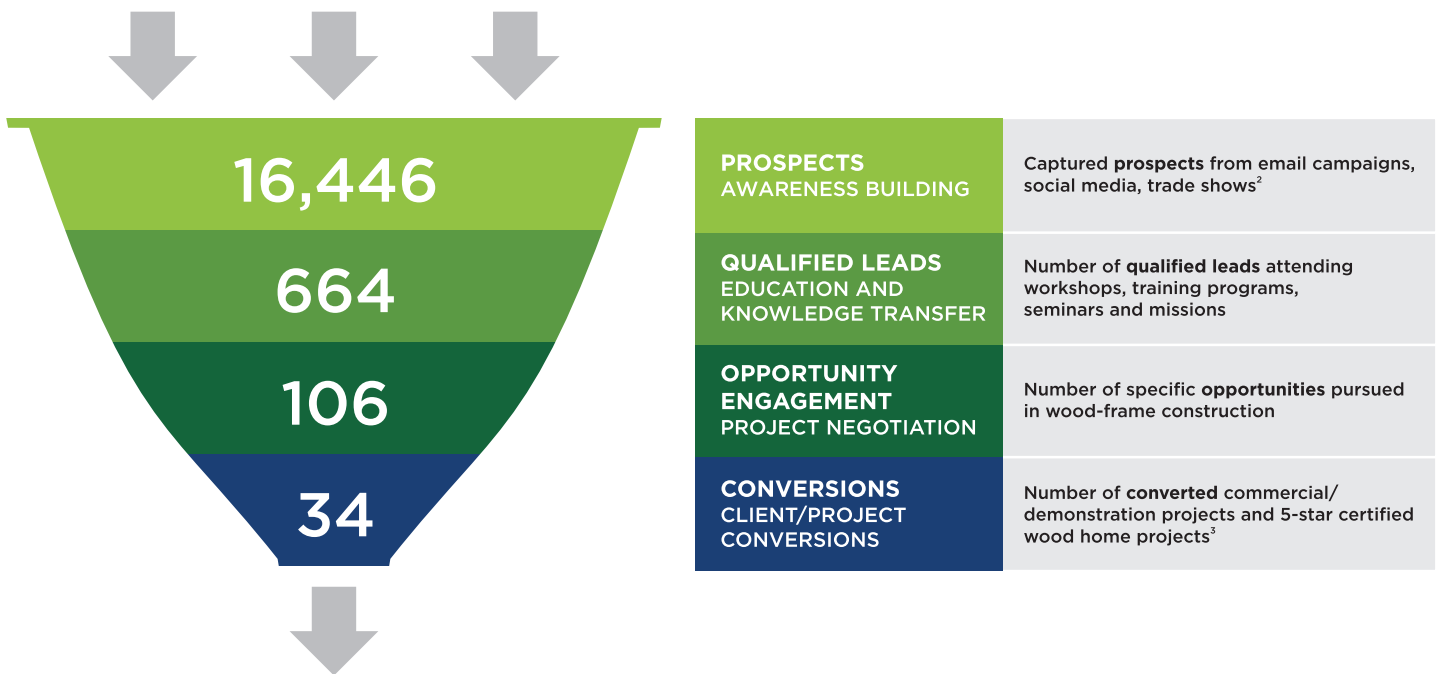 16,446
664
106
34
PROSPECTS
AWARENESS BUILDING
Captured prospects from email campaigns,
social media, trade shows²
QUALIFIED LEADS
EDUCATION AND
KNOWLEDGE TRANSFER
Number of qualified leads attending
workshops, training programs,
seminars and missions
OPPORTUNITY
ENGAGEMENT
PROJECT NEGOTIATION
Number of specific opportunities pursued
in wood-frame construction
CONVERSIONS
CLIENT/PROJECT
CONVERSIONS
Number of converted commercial/
demonstration projects and 5-star certified
wood home projects³